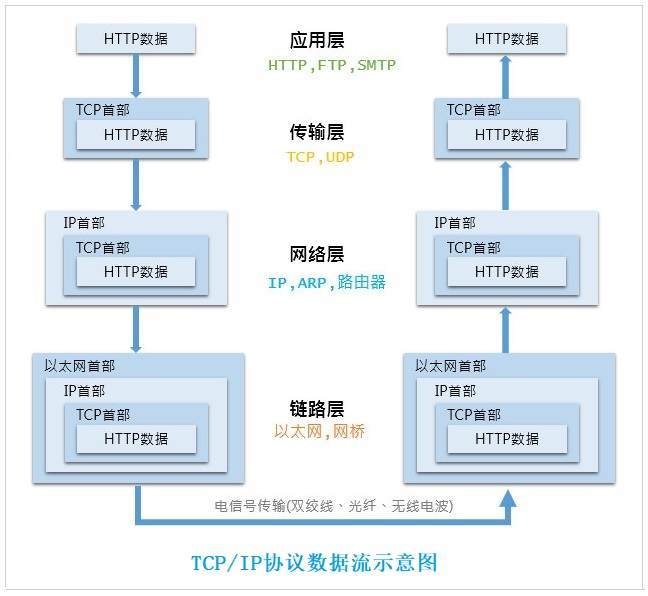 HTTP数据
应用层
HTTP数据
HTTP,FTP,SMTP
TCP首部
HTTP数据
传输层
TCP,UDP
TCP首部
HTTP数据
IP首部
TCP首部
HTTP数据
网络层
IP,ARP,路由器
IP首部
TCP首部
HTTP数据
以太网首部
IP首部
TCP首部
HTTP数据
链路层
以太网,网桥
以太网首部
IP首部
TCP首部
HTTP数据
电信号传输(双绞线、光纤、无线电波)
TCP/IP协议数据流示意图